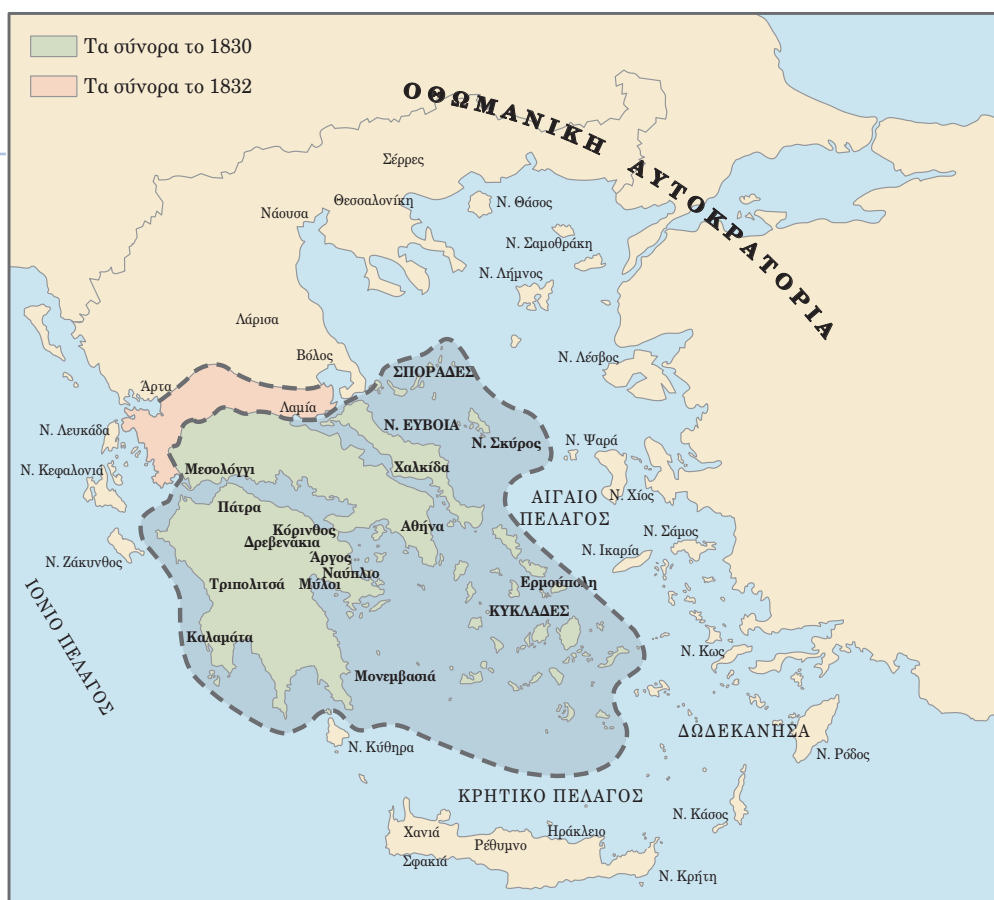 Τα σύνορα το 1830
Τα σύνορα το 1832
ΟΘΩΜΑΝΙΚΗ ΑΥΤΟΚΡΑΤΟΡΙΑ
Σέρρες
Θεσσαλονίκη
Ν. Θάσος
Νάουσα
Ν. Σαμοθράκη
Ν. Λήμνος
Λάρισα
Βόλος
Ν. Λέσβος
ΣΠΟΡΑΔΕΣ
Άρτα
Λαμία
Ν. ΕΥΒΟΙΑ
Ν. Λευκάδα
Ν. Σκύρος
Ν. Ψαρά
Ν. Κεφαλονιά
Μεσολόγγι
Χαλκίδα
ΑΙΓΑΙΟ
ΠΕΛΑΓΟΣ
Ν. Χίος
Πάτρα
Κόρινθος
Αθήνα
Ν. Σάμος
Δρεβενάκια
Ν. Ικαρία
Ν. Ζάκυνθος
Άργος
Ναύπλιο
Τριπολιτσά
Μύλοι
Ερμούπολη
ΚΥΚΛΑΔΕΣ
ΙΟΝΙΟ ΠΕΛΑΓΟΣ
Καλαμάτα
Ν. Κως
Μονεμβασιά
ΔΩΔΕΚΑΝΗΣΑ
Ν. Κύθηρα
Ν. Ρόδος
ΚΡΗΤΙΚΟ ΠΕΛΑΓΟΣ
Ν. Κάσος
Χανιά
Ηράκλειο
Ρέθυμνο
Σφακιά
Ν. Κρήτη